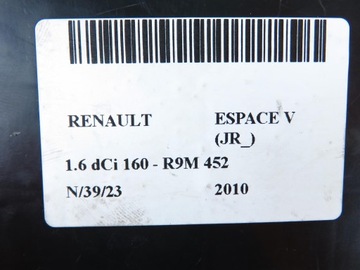 RENAULT ESPACE V
(JR_)
1.6 dCi 160 - R9M 452
N/39/23 2010